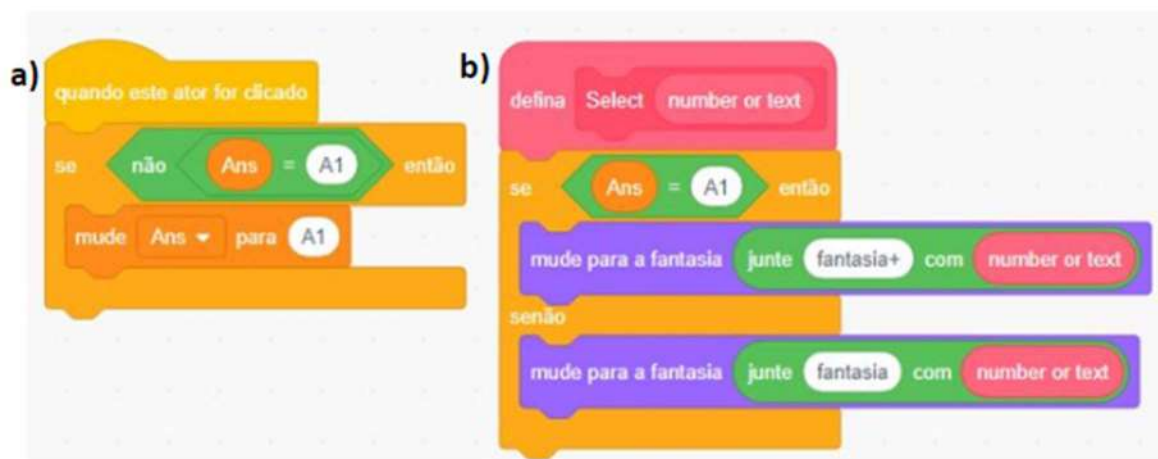 a)
quando este ator for clicado
se não Ans = A1 então
mude Ans para A1
b)
defina Select number or text
se Ans = A1 então
mude para a fantasia junte fantasia+ com number or text
senão
mude para a fantasia junte fantasia com number or text